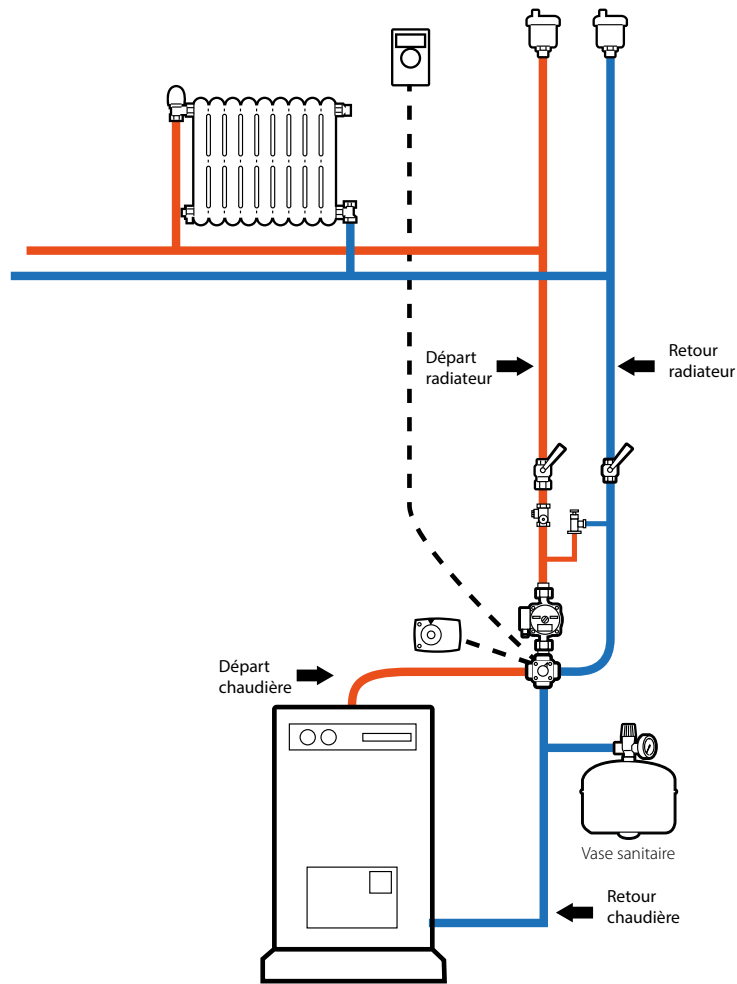 Départ
radiateur
Retour
radiateur
Départ
chaudière
Vase sanitaire
Retour
chaudière